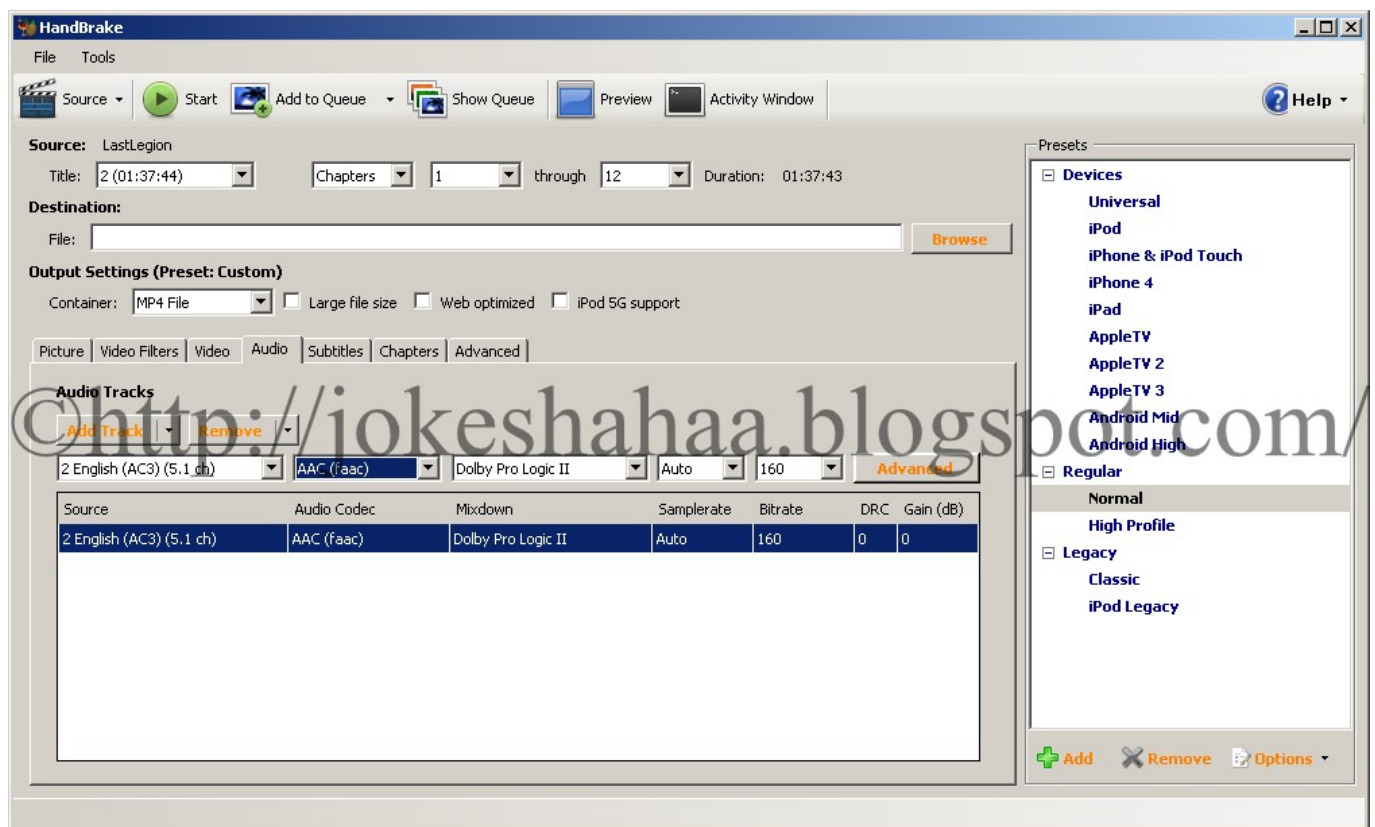 HandBrake
File Tools
Source Start Add to Queue Show Queue Preview Activity Window Help
Source: LastLegion
Title: 2 (01:37:44) Chapters 1 through 12 Duration: 01:37:43
Destination:
File: Browse
Output Settings (Preset: Custom)
Container: MP4 File Large file size Web optimized iPod 5G support
Picture Video Filters Video Audio Subtitles Chapters Advanced
Audio Tracks
©http://jokeshahaa.blogspot.com/
Add Track Remove
2 English (AC3) (5.1 ch) AAC (faac) Dolby Pro Logic II Auto 160 Advanced
Source Audio Codec Mixdown Samplerate Bitrate DRC Gain (dB)
2 English (AC3) (5.1 ch) AAC (faac) Dolby Pro Logic II Auto 160 0 0
Presets
Devices
Universal
iPod
iPhone & iPod Touch
iPhone 4
iPad
AppleTV
AppleTV 2
AppleTV 3
Android Mid
Android High
Regular
Normal
High Profile
Legacy
Classic
iPod Legacy
Add Remove Options